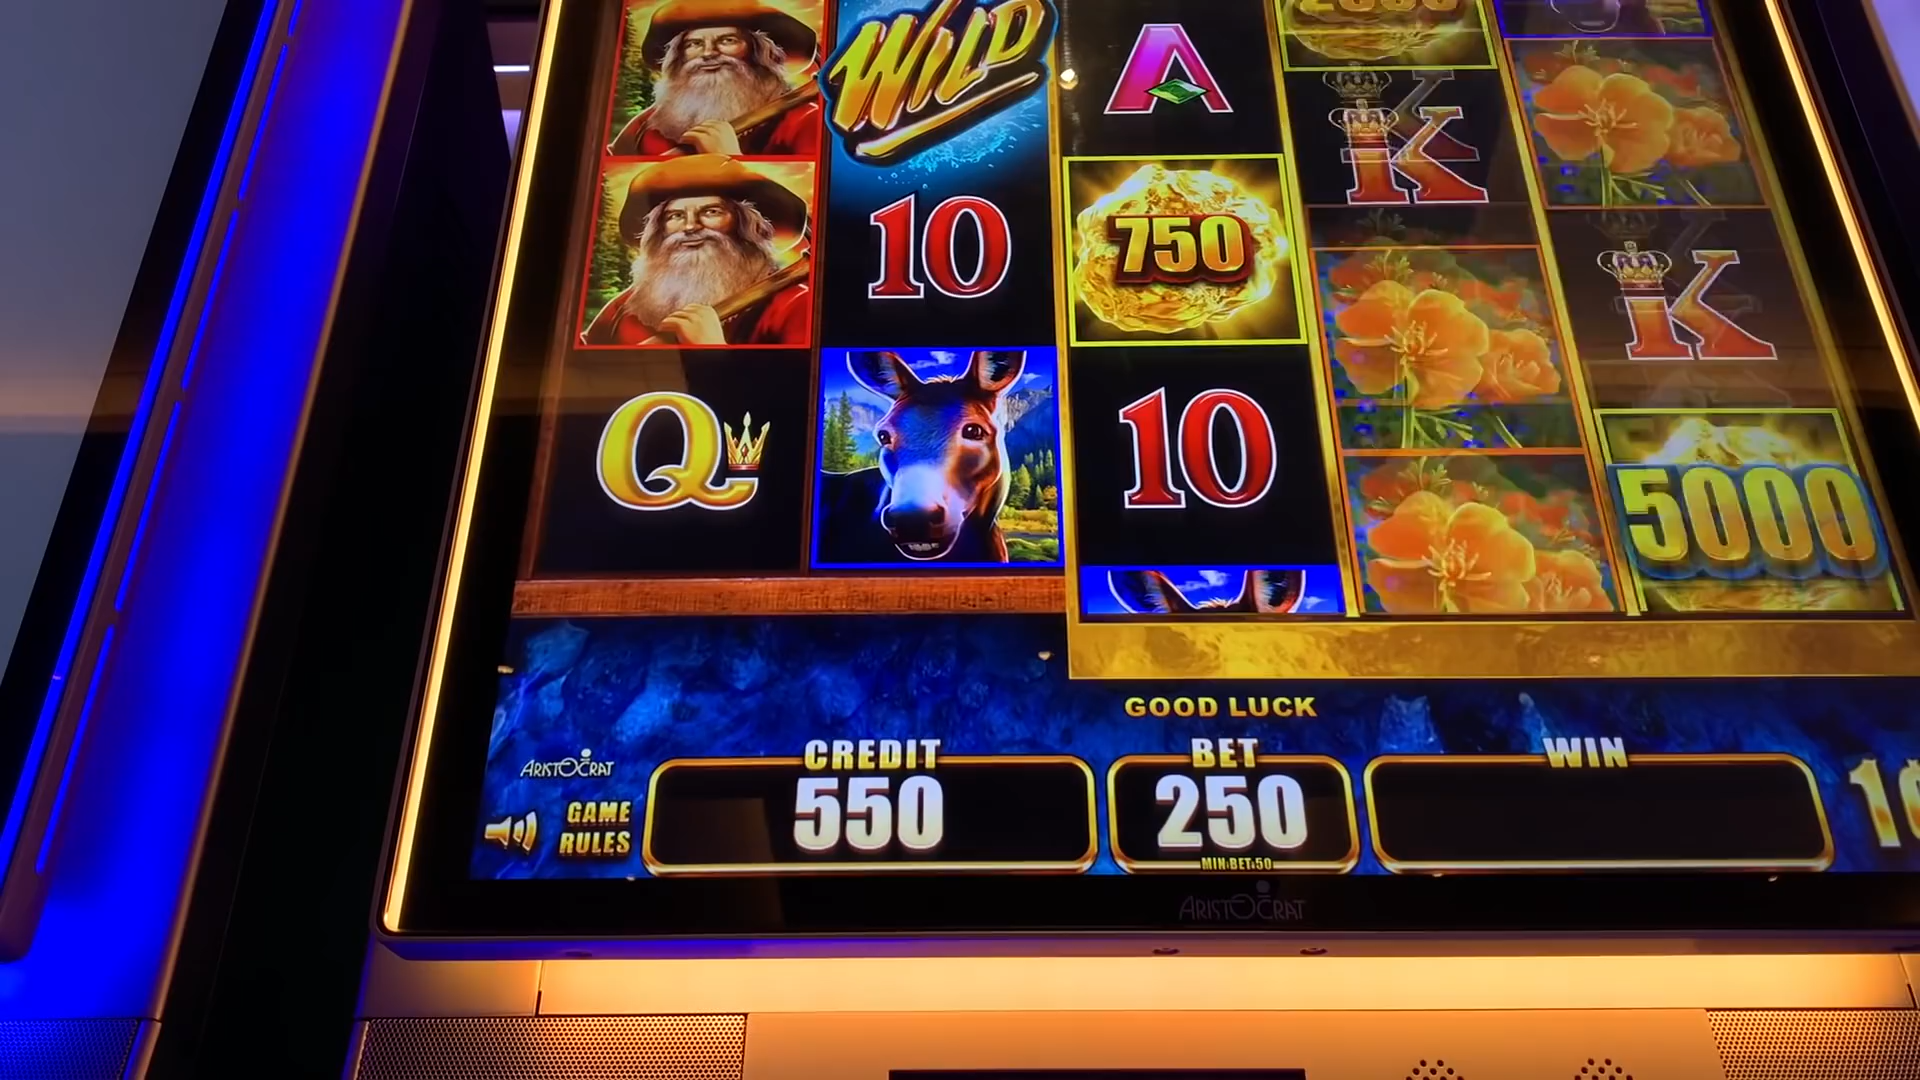 WILD
A
K
10
750
K
Q
10
5000
GOOD LUCK
ARISTOCRAT
CREDIT
BET
WIN
550
250
GAME
RULES
MIN BET:50
1¢
ARISTOCRAT